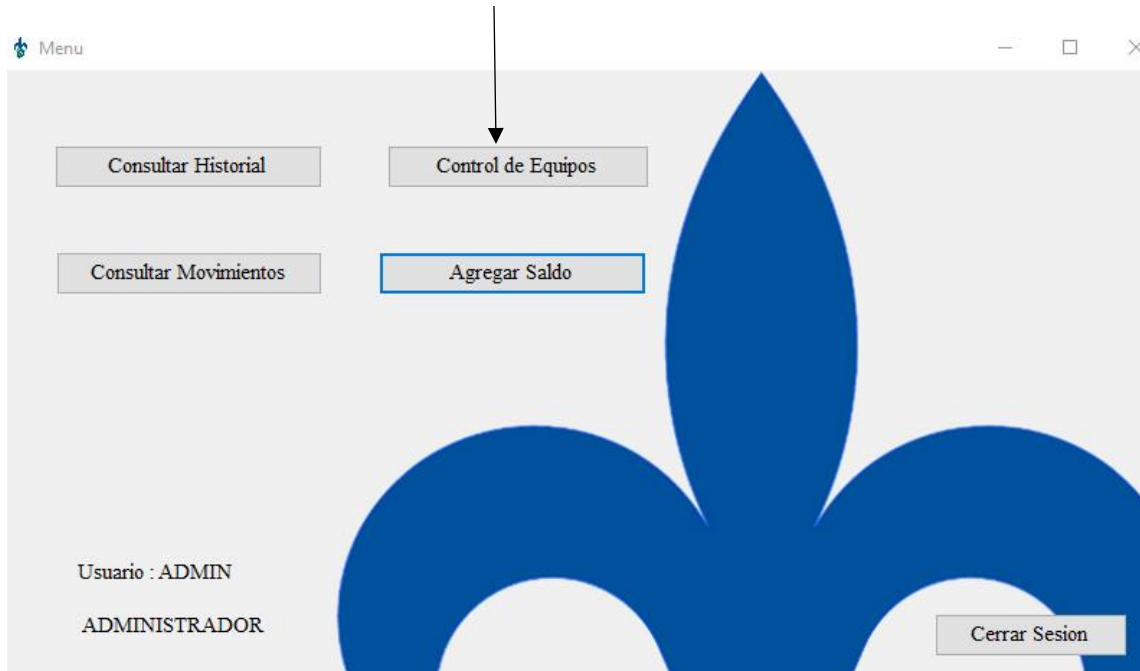 Menu
Consultar Historial
Control de Equipos
Consultar Movimientos
Agregar Saldo
Usuario : ADMIN
ADMINISTRADOR
Cerrar Sesion